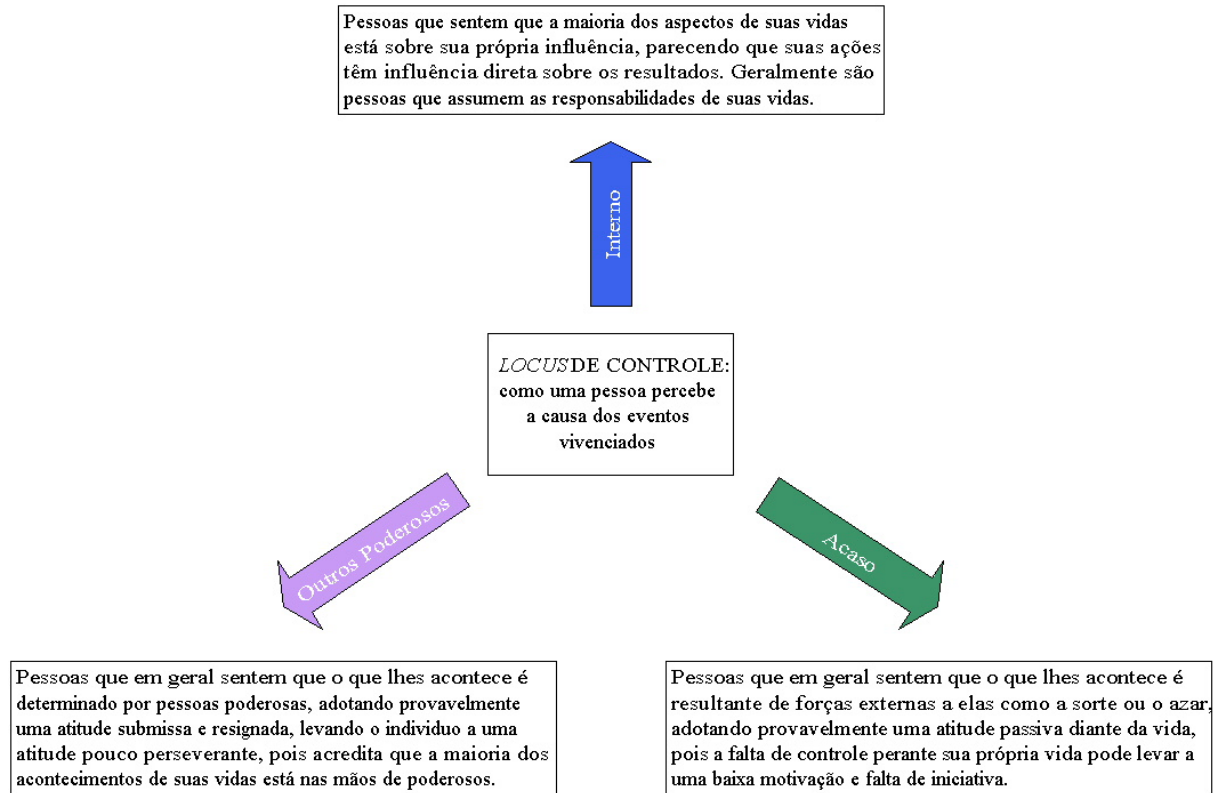 Pessoas que sentem que a maioria dos aspectos de suas vidas
está sobre sua própria influência, parecendo que suas ações
têm influência direta sobre os resultados. Geralmente são
pessoas que assumem as responsabilidades de suas vidas.
Interno
LOCUS DE CONTROLE:
como uma pessoa percebe
a causa dos eventos
vivenciados
Outros Poderosos
Acaso
Pessoas que em geral sentem que o que lhes acontece é
determinado por pessoas poderosas, adotando provavelmente
uma atitude submissa e resignada, levando o individuo a uma
atitude pouco perseverante, pois acredita que a maioria dos
acontecimentos de suas vidas está nas mãos de poderosos.
Pessoas que em geral sentem que o que lhes acontece é
resultante de forças externas a elas como a sorte ou o azar,
adotando provavelmente uma atitude passiva diante da vida,
pois a falta de controle perante sua própria vida pode levar a
uma baixa motivação e falta de iniciativa.